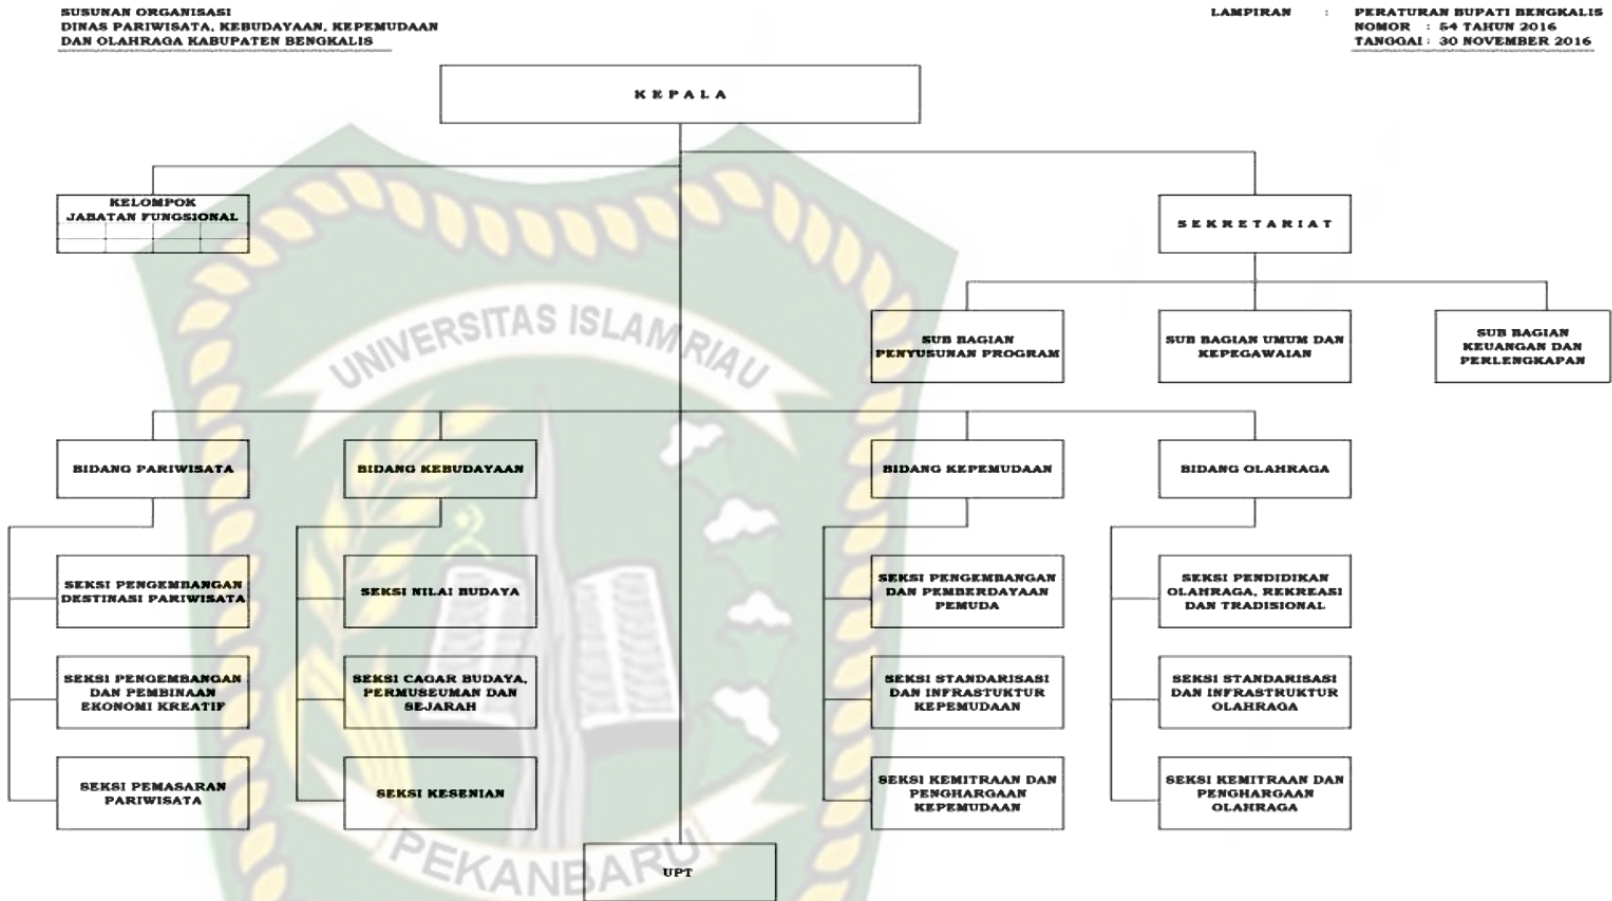 SUSUNAN ORGANISASI
DINAS PARIWISATA, KEBUDAYAAN, KEPEMUDAAN
DAN OLAHRAGA KABUPATEN BENGKALIS
LAMPIRAN : PERATURAN BUPATI BENGKALIS
NOMOR : 54 TAHUN 2016
TANGGAL : 30 NOVEMBER 2016
KEPALA
KELOMPOK
JABATAN FUNGSIONAL
SEKRETARIAT
UNIVERSITAS ISLAM RIAU
SUB BAGIAN
PENYUSUNAN PROGRAM
SUB BAGIAN UMUM DAN
KEPEGAWAIAN
SUB BAGIAN
KEUANGAN DAN
PERLENGKAPAN
BIDANG PARIWISATA
BIDANG KEBUDAYAAN
BIDANG KEPEMUDAAN
BIDANG OLAHRAGA
SEKSI PENGEMBANGAN
DESTINASI PARIWISATA
SEKSI NILAI BUDAYA
SEKSI PENGEMBANGAN
DAN PEMBERDAYAAN
PEMUDA
SEKSI PENDIDIKAN
OLAHRAGA, REKREASI
DAN TRADISIONAL
SEKSI PENGEMBANGAN
DAN PEMBINAAN
EKONOMI KREATIF
SEKSI CAGAR BUDAYA,
PERMUSEUMAN DAN
SEJARAH
SEKSI STANDARISASI
DAN INFRASTUKTUR
KEPEMUDAAN
SEKSI STANDARISASI
DAN INFRASTRUKTUR
OLAHRAGA
SEKSI PEMASARAN
PARIWISATA
SEKSI KESENIAN
SEKSI KEMITRAAN DAN
PENGHARGAAN
KEPEMUDAAN
SEKSI KEMITRAAN DAN
PENGHARGAAN
OLAHRAGA
PEKANBARU
UPT